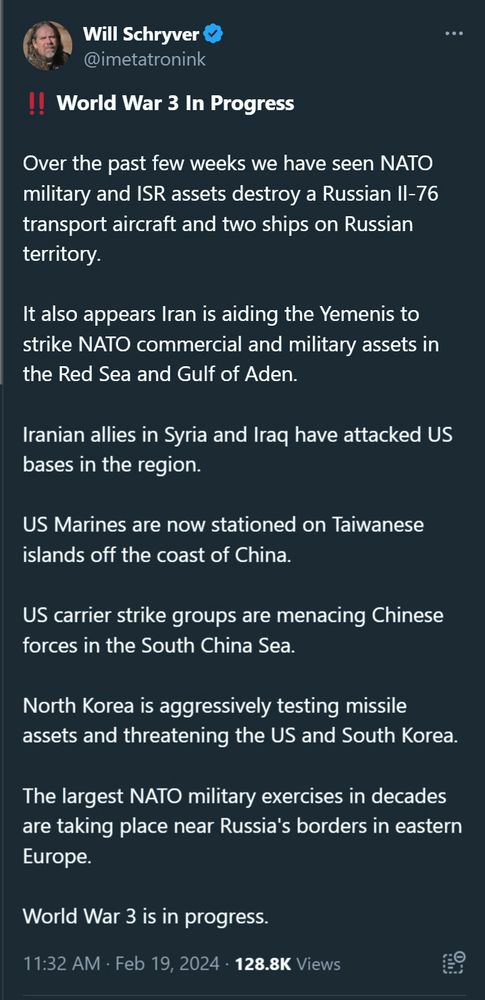 Will Schryver
@imetatronink
‼️ World War 3 In Progress
Over the past few weeks we have seen NATO
military and ISR assets destroy a Russian Il-76
transport aircraft and two ships on Russian
territory.
It also appears Iran is aiding the Yemenis to
strike NATO commercial and military assets in
the Red Sea and Gulf of Aden.
Iranian allies in Syria and Iraq have attacked US
bases in the region.
US Marines are now stationed on Taiwanese
islands off the coast of China.
US carrier strike groups are menacing Chinese
forces in the South China Sea.
North Korea is aggressively testing missile
assets and threatening the US and South Korea.
The largest NATO military exercises in decades
are taking place near Russia's borders in eastern
Europe.
World War 3 is in progress.
11:32 AM · Feb 19, 2024 · 128.8K Views